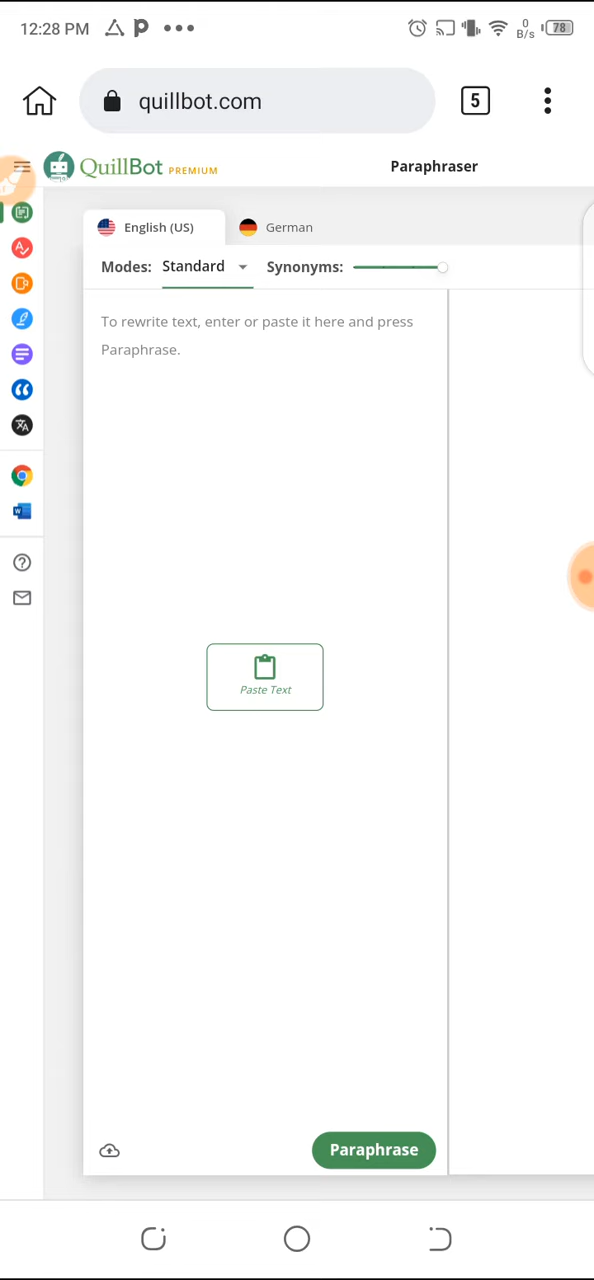 12:28 PM
0
B/s
78
quillbot.com
5
QuillBot PREMIUM
Paraphraser
English (US)
German
Modes: Standard
Synonyms:
To rewrite text, enter or paste it here and press
Paraphrase.
Paste Text
Paraphrase